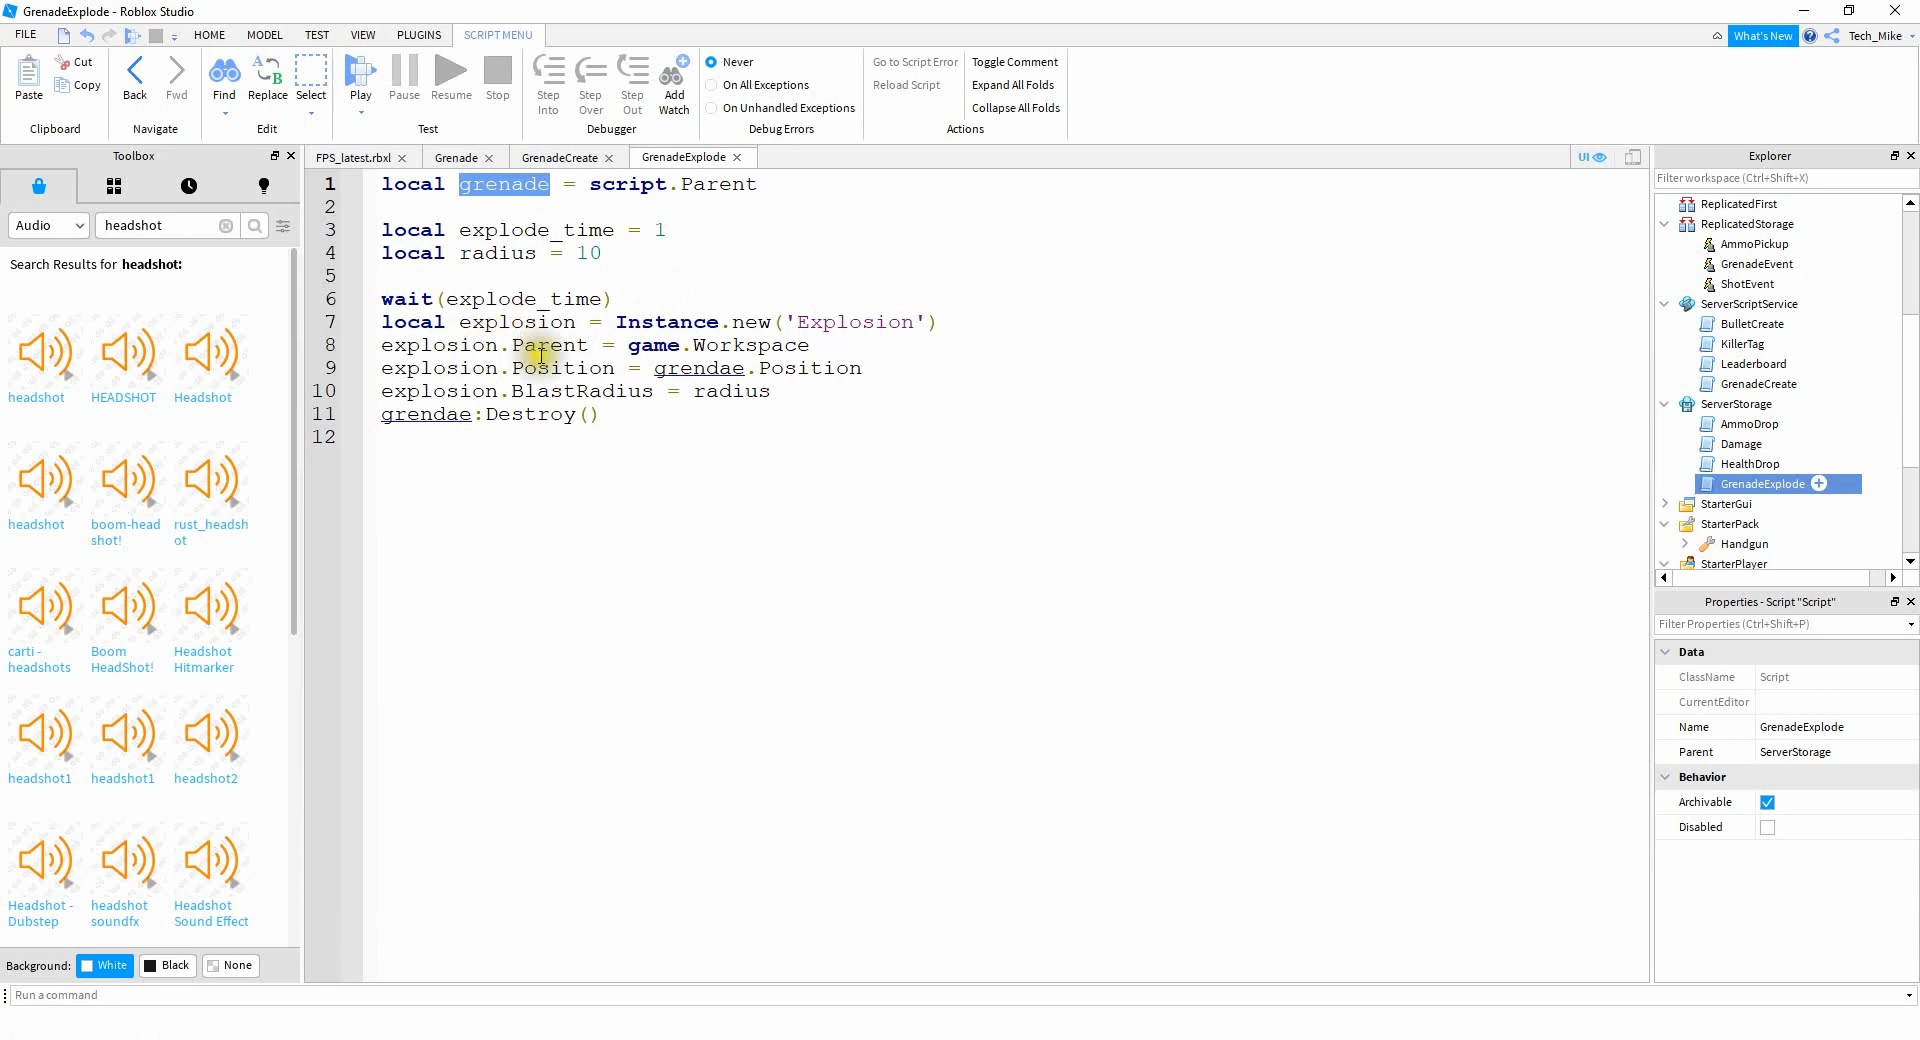 GrenadeExplode - Roblox Studio
FILE HOME MODEL TEST VIEW PLUGINS SCRIPT MENU What's New Tech_Mike
Paste Cut Copy Back Fwd Find Replace Select Play Pause Resume Stop Step Into Step Over Step Out Add Watch
Never
On All Exceptions
On Unhandled Exceptions
Go to Script Error
Reload Script
Toggle Comment
Expand All Folds
Collapse All Folds
Clipboard Navigate Edit Test Debugger Debug Errors Actions
Toolbox
Audio headshot
Search Results for headshot:
headshot HEADSHOT Headshot
headshot boom-head shot! rust_headsh ot
carti - headshots Boom HeadShot! Headshot Hitmarker
headshot1 headshot1 headshot2
Headshot - Dubstep headshot soundfx Headshot Sound Effect
Background: White Black None
Run a command
FPS_latest.rbxl Grenade GrenadeCreate GrenadeExplode UI
1 local grenade = script.Parent
2
3 local explode_time = 1
4 local radius = 10
5
6 wait(explode_time)
7 local explosion = Instance.new('Explosion')
8 explosion.Parent = game.Workspace
9 explosion.Position = grendae.Position
10 explosion.BlastRadius = radius
11 grendae:Destroy()
12
Explorer
Filter workspace (Ctrl+Shift+X)
ReplicatedFirst
ReplicatedStorage
AmmoPickup
GrenadeEvent
ShotEvent
ServerScriptService
BulletCreate
KillerTag
Leaderboard
GrenadeCreate
ServerStorage
AmmoDrop
Damage
HealthDrop
GrenadeExplode
StarterGui
StarterPack
Handgun
StarterPlayer
Properties - Script "Script"
Filter Properties (Ctrl+Shift+P)
Data
ClassName Script
CurrentEditor
Name GrenadeExplode
Parent ServerStorage
Behavior
Archivable
Disabled